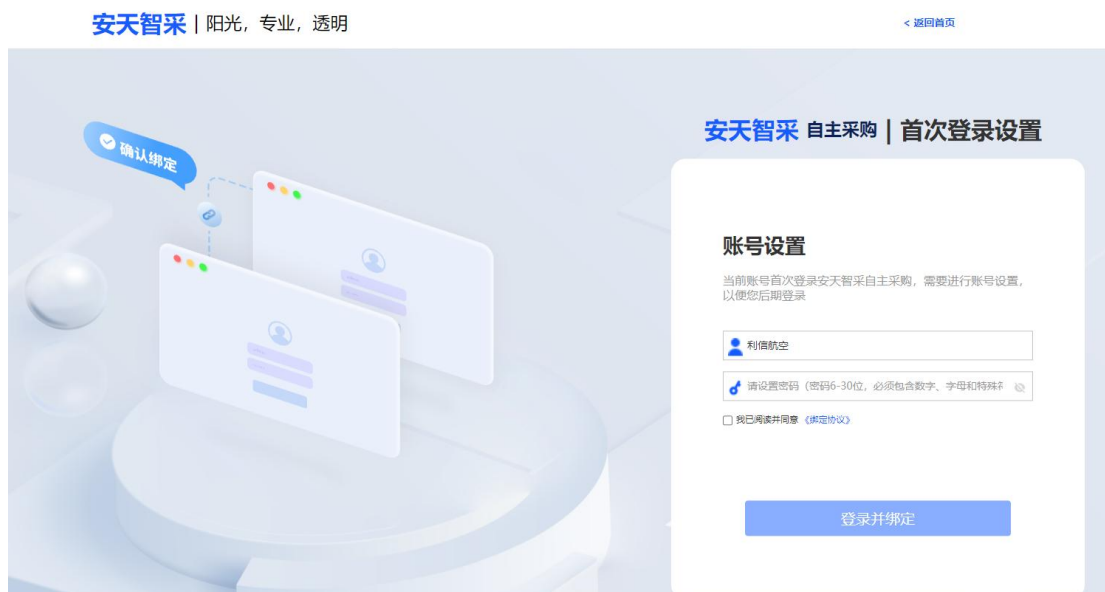 安天智采 | 阳光，专业，透明
< 返回首页
确认绑定
安天智采 自主采购 | 首次登录设置
账号设置
当前账号首次登录安天智采自主采购，需要进行账号设置，
以便您后期登录
利信航空
请设置密码（密码6-30位，必须包含数字、字母和特殊
我已阅读并同意 《绑定协议》
登录并绑定